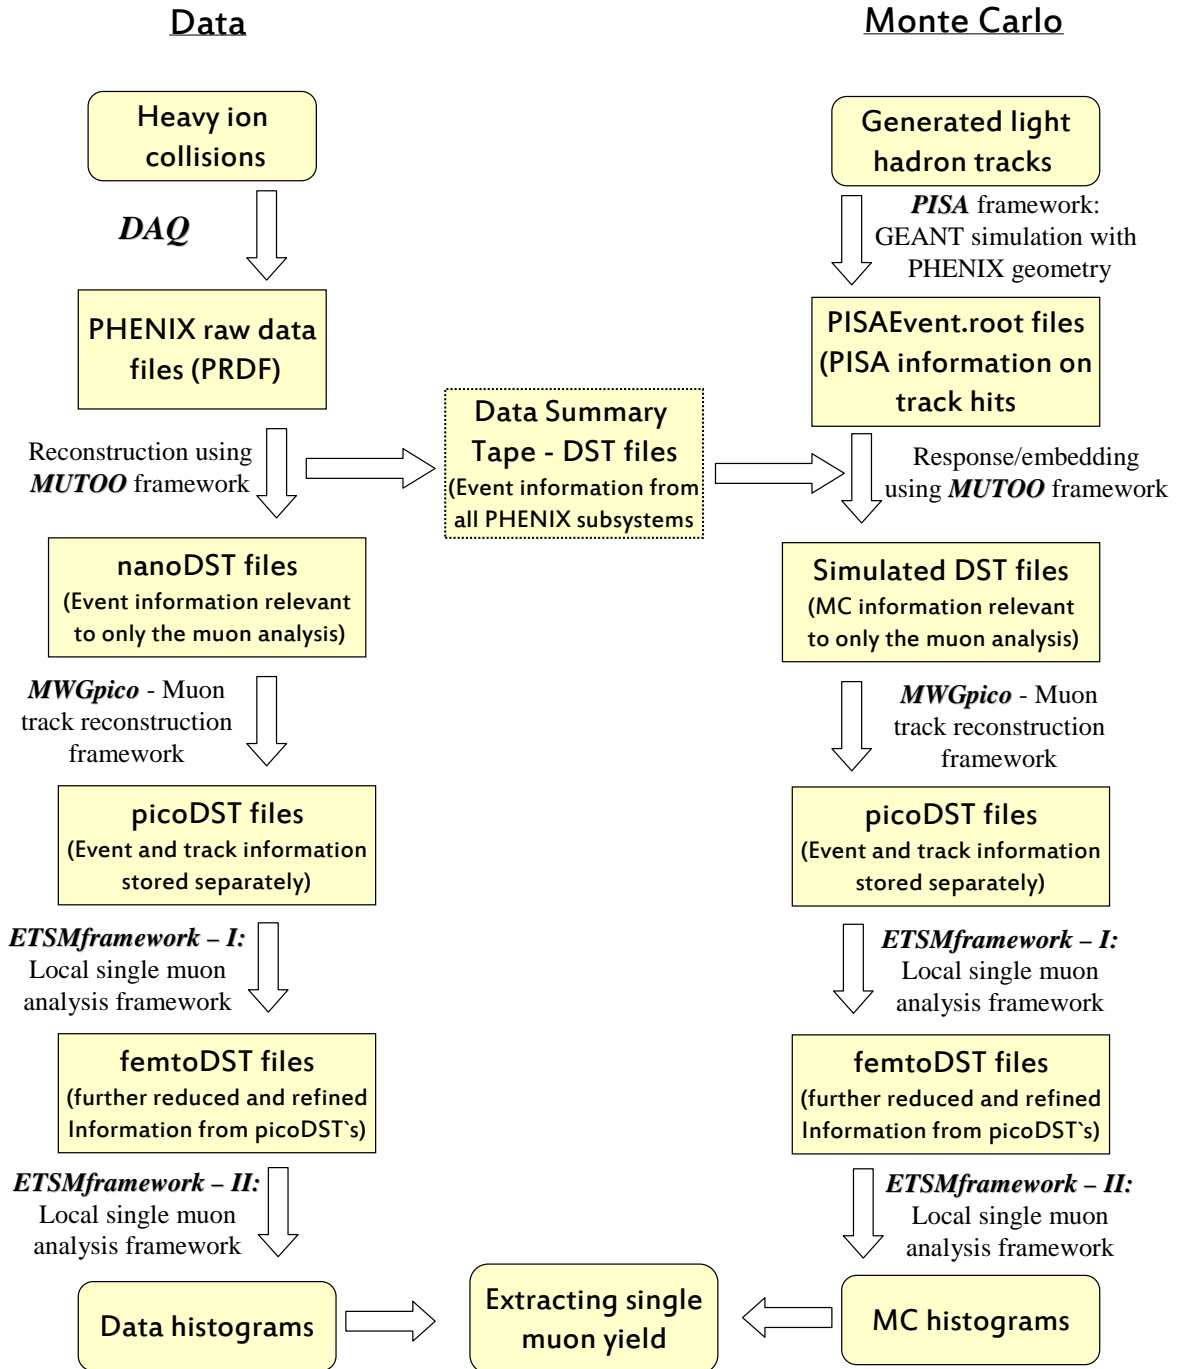 Data
Heavy ion
collisions
DAQ
PHENIX raw data
files (PRDF)
Reconstruction using
MUTOO framework
nanoDST files
(Event information relevant
to only the muon analysis)
MWGpico - Muon
track reconstruction
framework
picoDST files
(Event and track information
stored separately)
ETSMframework – I:
Local single muon
analysis framework
femtoDST files
(further reduced and refined
Information from picoDST`s)
ETSMframework – II:
Local single muon
analysis framework
Data histograms
Data Summary
Tape - DST files
(Event information from
all PHENIX subsystems
Extracting single
muon yield
Monte Carlo
Generated light
hadron tracks
PISA framework:
GEANT simulation with
PHENIX geometry
PISAEvent.root files
(PISA information on
track hits
Response/embedding
using MUTOO framework
Simulated DST files
(MC information relevant
to only the muon analysis)
MWGpico - Muon
track reconstruction
framework
picoDST files
(Event and track information
stored separately)
ETSMframework – I:
Local single muon
analysis framework
femtoDST files
(further reduced and refined
Information from picoDST`s)
ETSMframework – II:
Local single muon
analysis framework
MC histograms